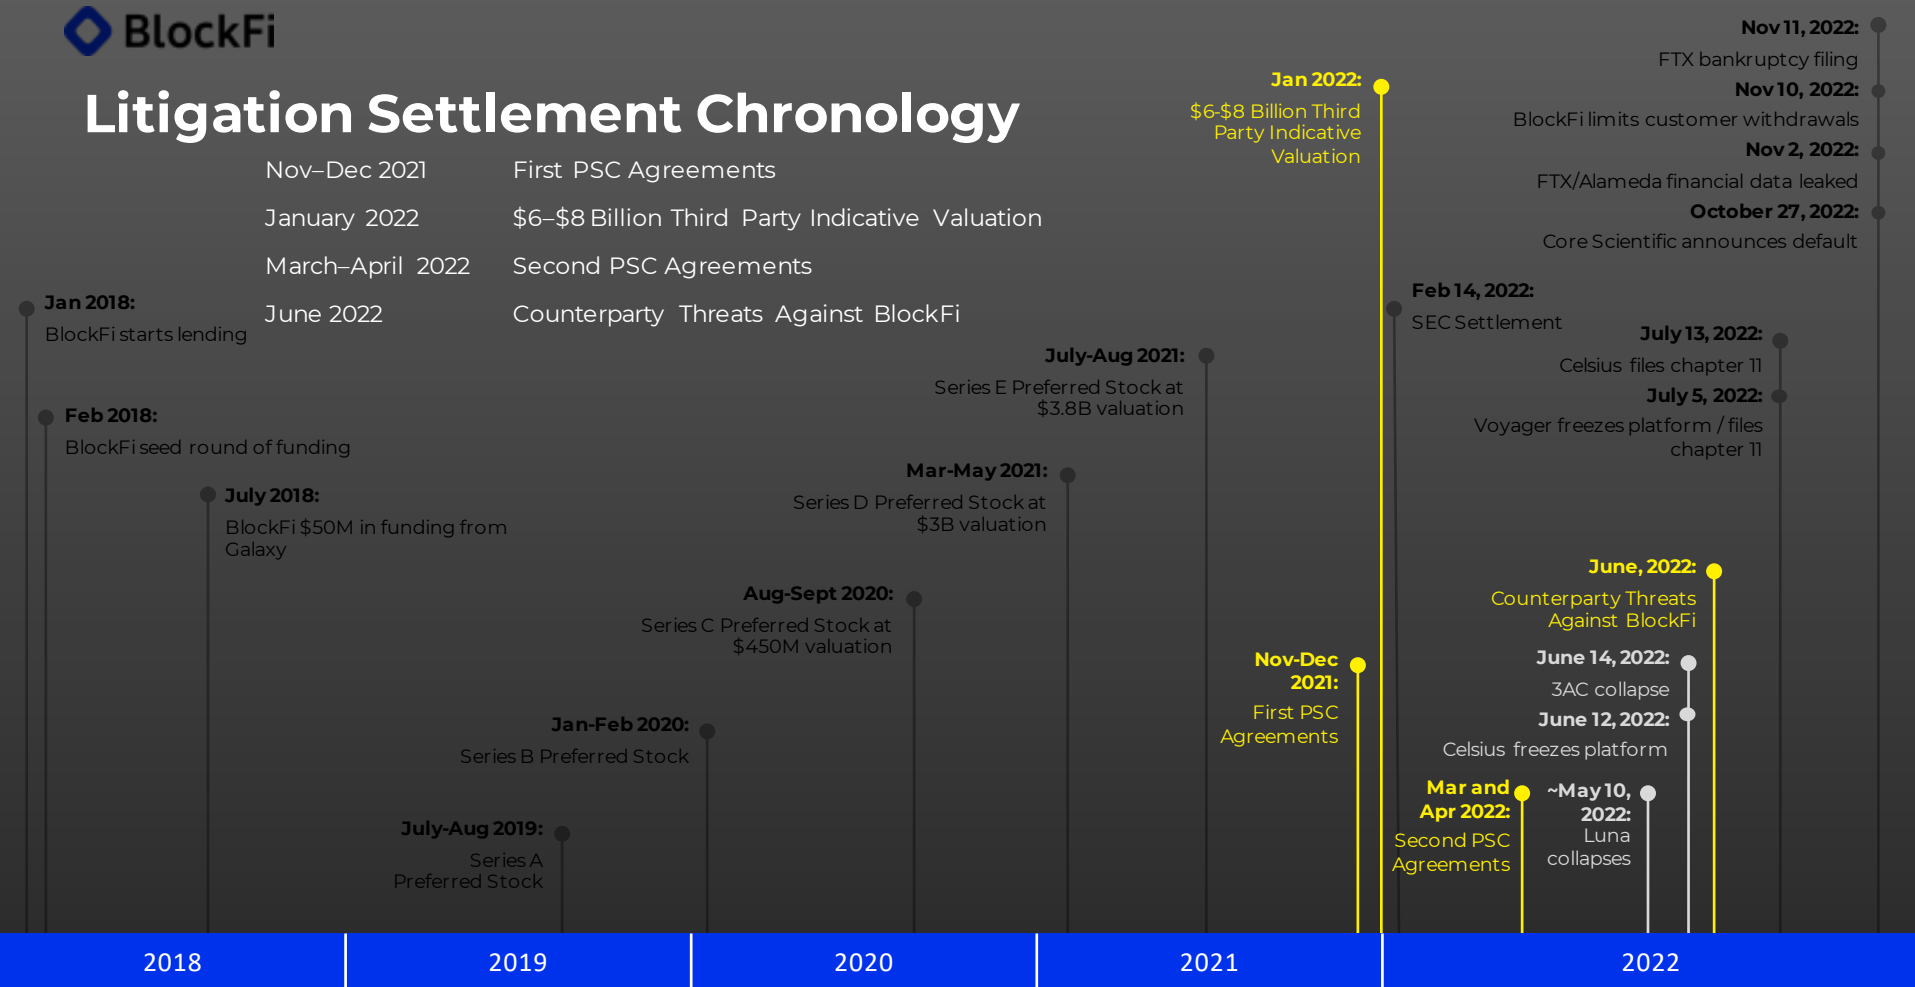 BlockFi
Litigation Settlement Chronology
Nov–Dec 2021 First PSC Agreements
January 2022 $6–$8 Billion Third Party Indicative Valuation
March–April 2022 Second PSC Agreements
June 2022 Counterparty Threats Against BlockFi
Jan 2018:
BlockFi starts lending
Feb 2018:
BlockFi seed round of funding
July 2018:
BlockFi $50M in funding from
Galaxy
July-Aug 2019:
Series A
Preferred Stock
Jan-Feb 2020:
Series B Preferred Stock
Aug-Sept 2020:
Series C Preferred Stock at
$450M valuation
Mar-May 2021:
Series D Preferred Stock at
$3B valuation
July-Aug 2021:
Series E Preferred Stock at
$3.8B valuation
Nov-Dec
2021:
First PSC
Agreements
Jan 2022:
$6-$8 Billion Third
Party Indicative
Valuation
Feb 14, 2022:
SEC Settlement
Mar and
Apr 2022:
Second PSC
Agreements
~May 10,
2022:
Luna
collapses
June, 2022:
Counterparty Threats
Against BlockFi
June 14, 2022:
3AC collapse
June 12, 2022:
Celsius freezes platform
July 13, 2022:
Celsius files chapter 11
July 5, 2022:
Voyager freezes platform / files
chapter 11
Nov 11, 2022:
FTX bankruptcy filing
Nov 10, 2022:
BlockFi limits customer withdrawals
Nov 2, 2022:
FTX/Alameda financial data leaked
October 27, 2022:
Core Scientific announces default
2018 2019 2020 2021 2022